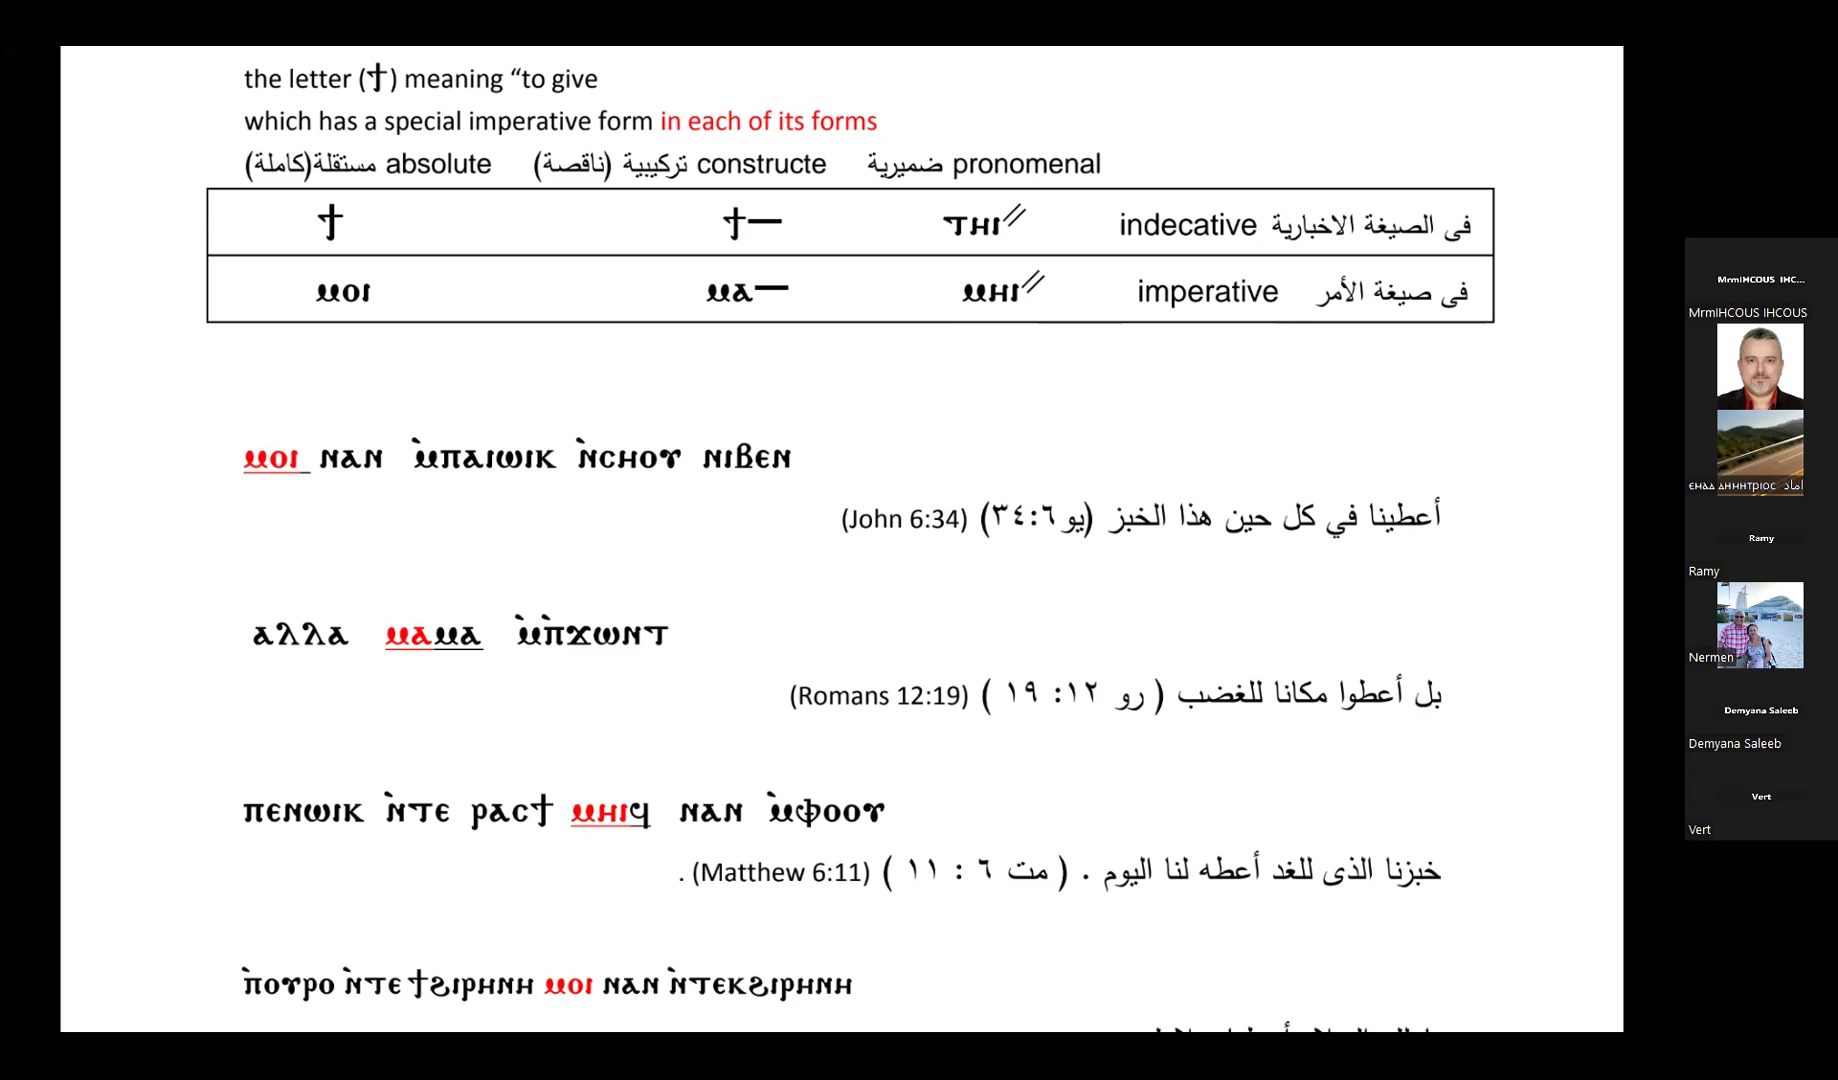 the letter (ϯ) meaning “to give
which has a special imperative form in each of its forms
مستقلة(كاملة) absolute تركيبية (ناقصة) constructe ضميرية pronomenal
ϯ ϯ— ⲧⲏⲓ⸗ indecative فى الصيغة الاخبارية
ⲙⲟⲓ ⲙⲁ— ⲙⲏⲓ⸗ imperative فى صيغة الأمر
ⲙⲟⲓ ⲛⲁⲛ ⲙ̀ⲡⲁⲓⲱⲓⲕ ⲛ̀ⲥⲏⲟⲩ ⲛⲓⲃⲉⲛ
أعطينا في كل حين هذا الخبز (يو ٦:٣٤) (John 6:34)
ⲁⲗⲗⲁ ⲙⲁⲙⲁ ⲙ̀ⲡ̀ϫⲱⲛⲧ
بل أعطوا مكانا للغضب ( رو ١٢: ١٩ ) (Romans 12:19)
ⲡⲉⲛⲱⲓⲕ ⲛ̀ⲧⲉ ⲣⲁⲥϯ ⲙⲏⲓϥ ⲛⲁⲛ ⲙ̀ⲫⲟⲟⲩ
خبزنا الذى للغد أعطه لنا اليوم . ( مت ٦ : ١١ ) (Matthew 6:11) .
ⲡ̀ⲟⲩⲣⲟ ⲛ̀ⲧⲉ ϯϩⲓⲣⲏⲛⲏ ⲙⲟⲓ ⲛⲁⲛ ⲛ̀ⲧⲉⲕϩⲓⲣⲏⲛⲏ
MrmIHCOUS IHC...
MrmIHCOUS IHCOUS
Ramy
Ramy
Nermen
Demyana Saleeb
Demyana Saleeb
Vert
Vert